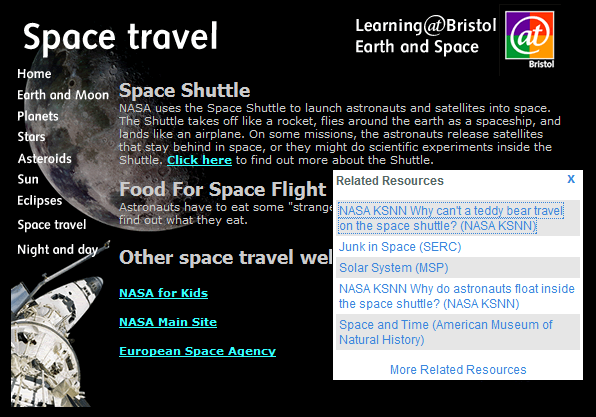 Space travel
Learning@Bristol
Earth and Space
at
Bristol
Home
Earth and Moon
Planets
Stars
Asteroids
Sun
Eclipses
Space travel
Night and day
Space Shuttle
NASA uses the Space Shuttle to launch astronauts and satellites into space.
The Shuttle takes off like a rocket, flies around the earth as a spaceship, and
lands like an airplane. On some missions, the astronauts release satellites
that stay behind in space, or they might do scientific experiments inside the
Shuttle. Click here to find out more about the Shuttle.
Food For Space Flight
Astronauts have to eat some "strange
find out what they eat.
Other space travel wel
NASA for Kids
NASA Main Site
European Space Agency
Related Resources X
NASA KSNN Why can't a teddy bear travel
on the space shuttle? (NASA KSNN)
Junk in Space (SERC)
Solar System (MSP)
NASA KSNN Why do astronauts float inside
the space shuttle? (NASA KSNN)
Space and Time (American Museum of
Natural History)
More Related Resources